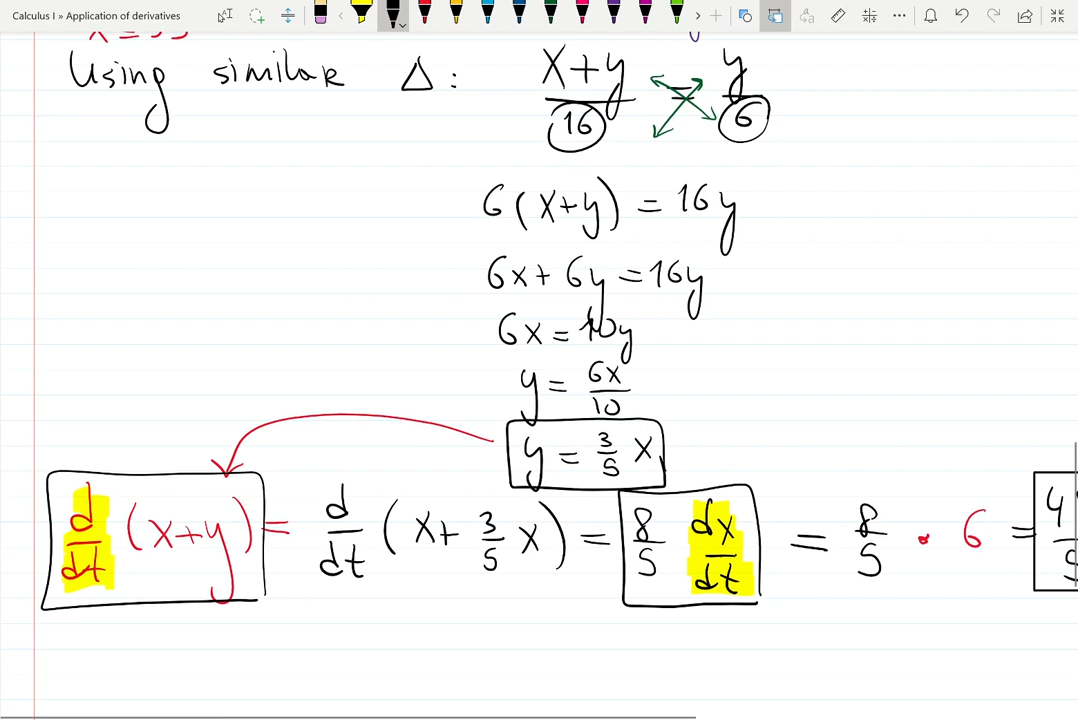 Calculus I » Application of derivatives
Using similar Δ: x+y/16 = y/6
6(x+y) = 16y
6x + 6y = 16y
6x = 10y
y = 6x/10
y = 3/5 x
d/dt (x+y) = d/dt (x + 3/5 x) = 8/5 dx/dt = 8/5 · 6 =